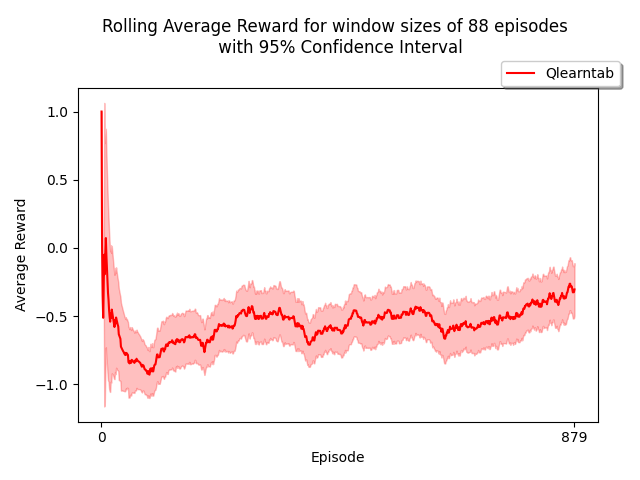 Rolling Average Reward for window sizes of 88 episodes
with 95% Confidence Interval
Qlearntab
1.0
0.5
0.0
−0.5
−1.0
Average Reward
0
879
Episode